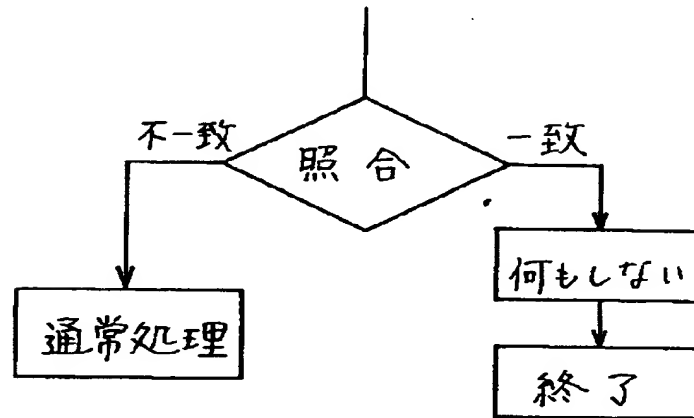 不一致
照合
一致
何もしない
通常処理
終了